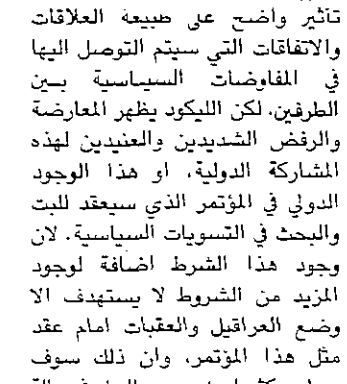 تأثير واضح على طبيعة العلاقات
والاتفاقات التي سيتم التوصل اليها
في المفاوضات السياسية بين
الطرفين، لكن الليكود يظهر المعارضة
والرفض الشديدين والعنيدين لهذه
المشاركة الدولية، او هذا الوجود
الدولي في المؤتمر الذي سيعقد للبت
والبحث في التسويات السياسية. لان
وجود هذا الشرط اضافة لوجود
المزيد من الشروط لا يستهدف الا
وضع العراقيل والعقبات امام عقد
مثل هذا المؤتمر، وان ذلك سوف